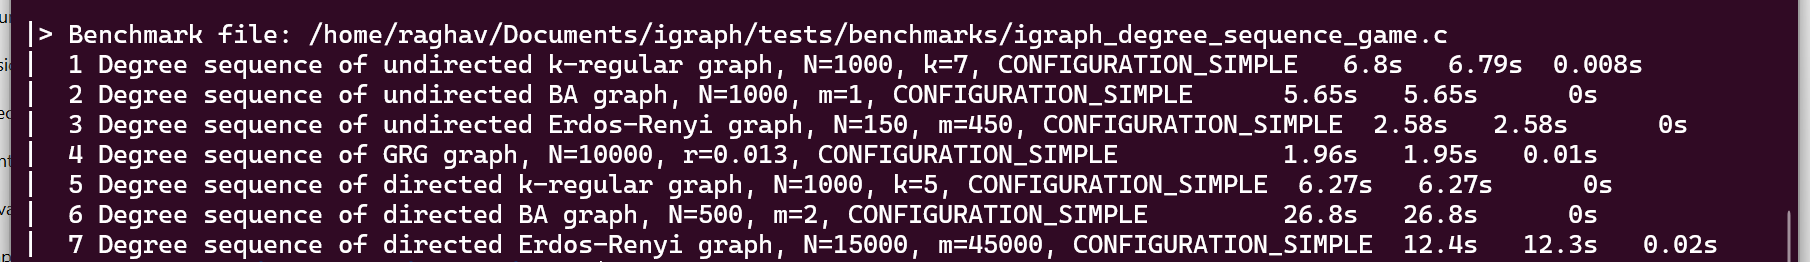 |> Benchmark file: /home/raghav/Documents/igraph/tests/benchmarks/igraph_degree_sequence_game.c
| 1 Degree sequence of undirected k-regular graph, N=1000, k=7, CONFIGURATION_SIMPLE 6.8s 6.79s 0.008s
| 2 Degree sequence of undirected BA graph, N=1000, m=1, CONFIGURATION_SIMPLE 5.65s 5.65s 0s
| 3 Degree sequence of undirected Erdos-Renyi graph, N=150, m=450, CONFIGURATION_SIMPLE 2.58s 2.58s 0s
| 4 Degree sequence of GRG graph, N=10000, r=0.013, CONFIGURATION_SIMPLE 1.96s 1.95s 0.01s
| 5 Degree sequence of directed k-regular graph, N=1000, k=5, CONFIGURATION_SIMPLE 6.27s 6.27s 0s
| 6 Degree sequence of directed BA graph, N=500, m=2, CONFIGURATION_SIMPLE 26.8s 26.8s 0s
| 7 Degree sequence of directed Erdos-Renyi graph, N=15000, m=45000, CONFIGURATION_SIMPLE 12.4s 12.3s 0.02s